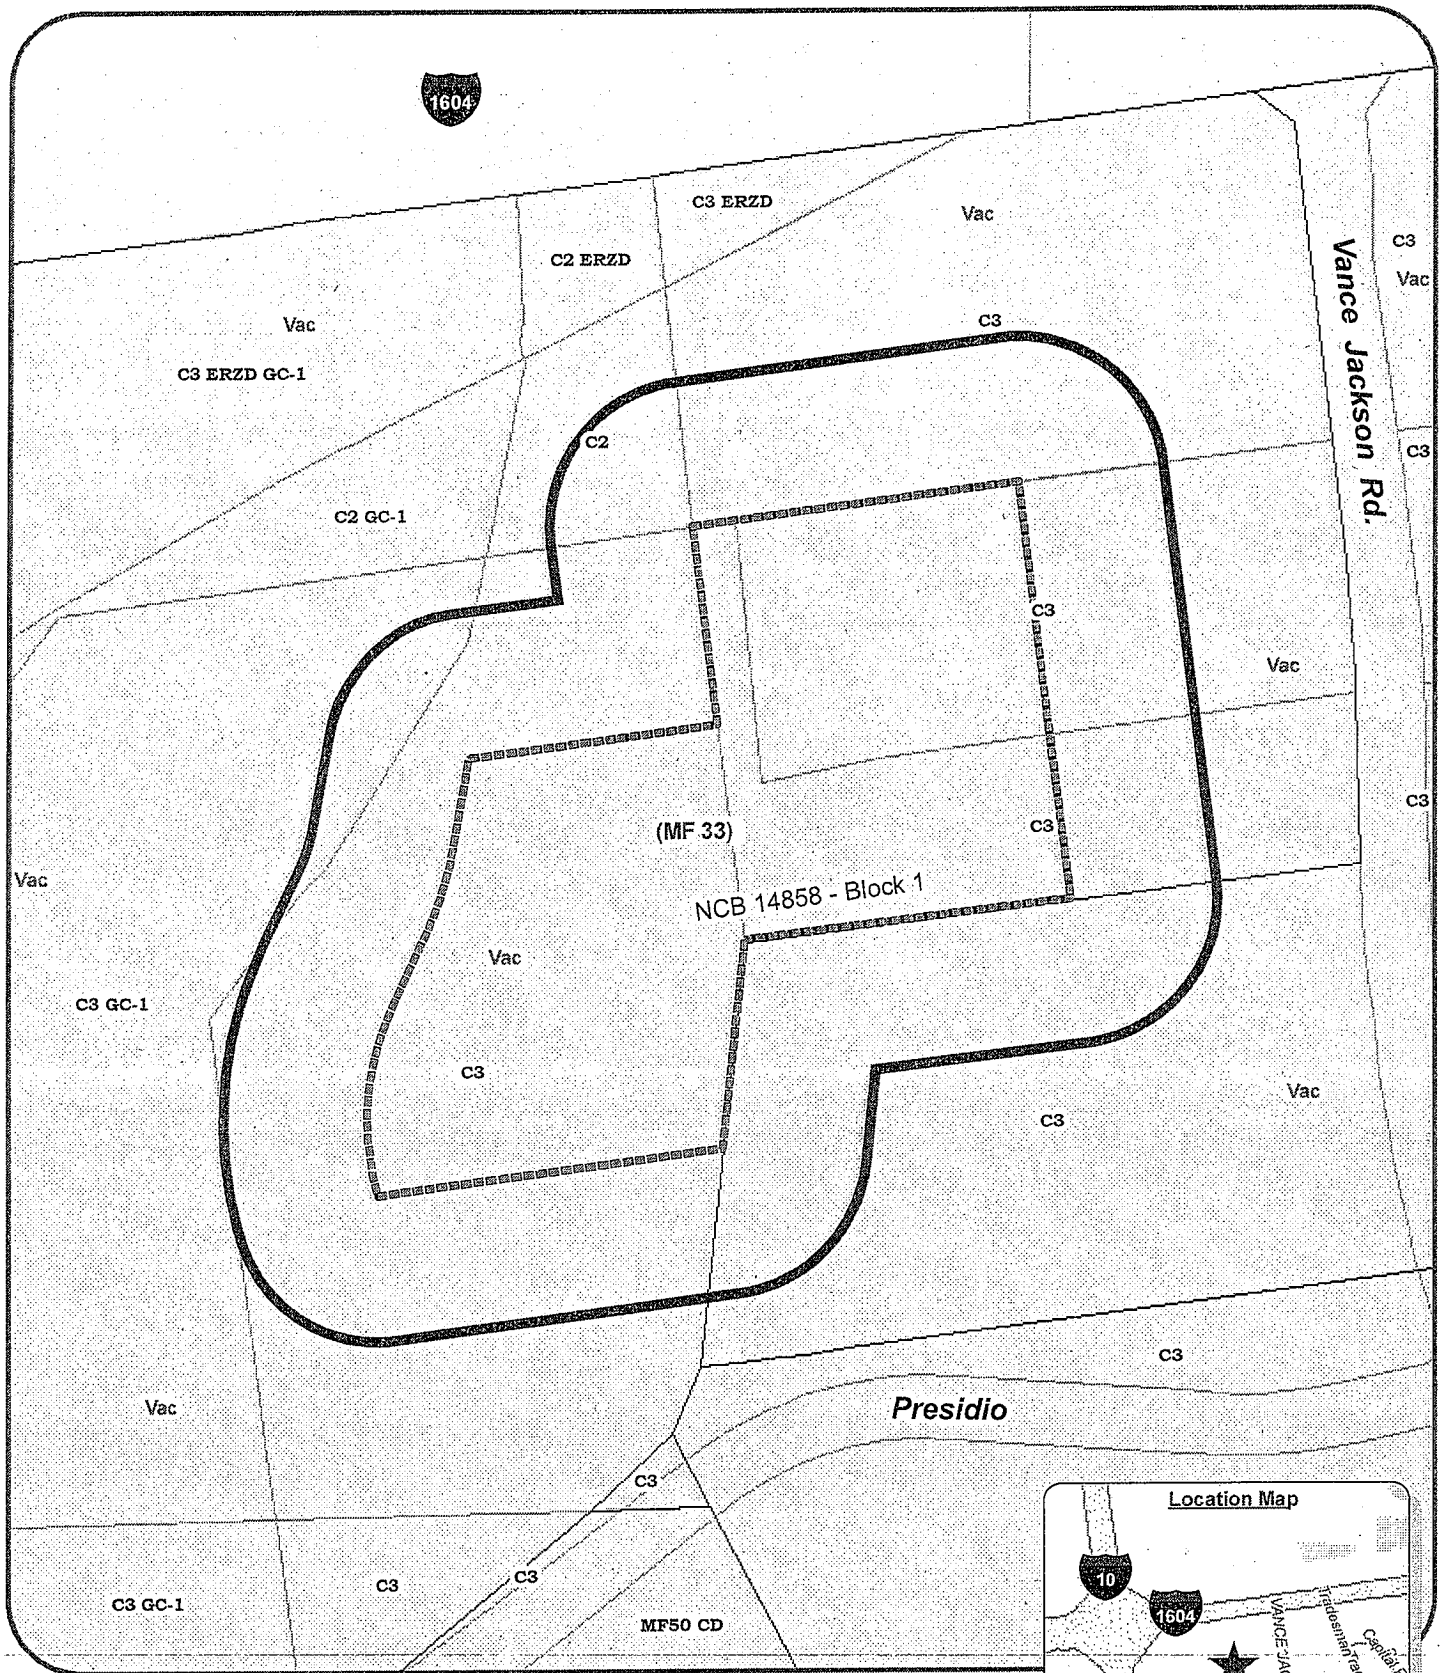 1604
C3 ERZD
Vac
C2 ERZD
C3
Vac
Vance Jackson Rd.
Vac
C3 ERZD GC-1
C3
C2
C3
C2 GC-1
C3
Vac
C3
(MF 33)
C3
Vac
NCB 14858 - Block 1
Vac
C3 GC-1
C3
Vac
C3
C3
Vac
Presidio
C3
Location Map
10
1604
C3
C3
C3 GC-1
MF50 CD